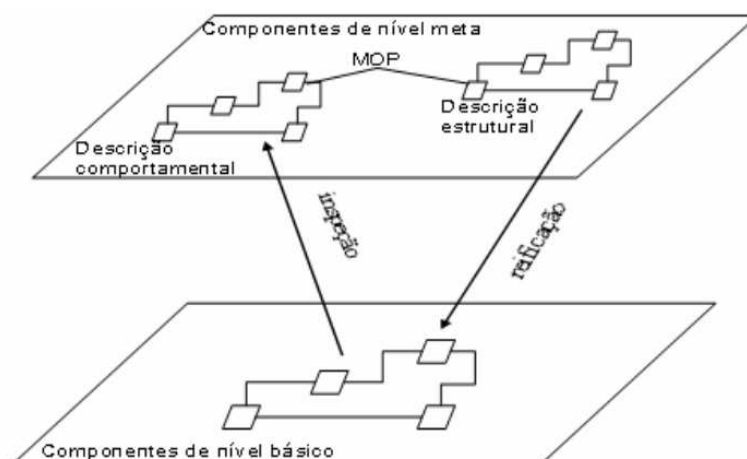 Componentes de nível meta
MOP
Descrição
estrutural
Descrição
comportamental
inspeção
reificação
Componentes de nível básico